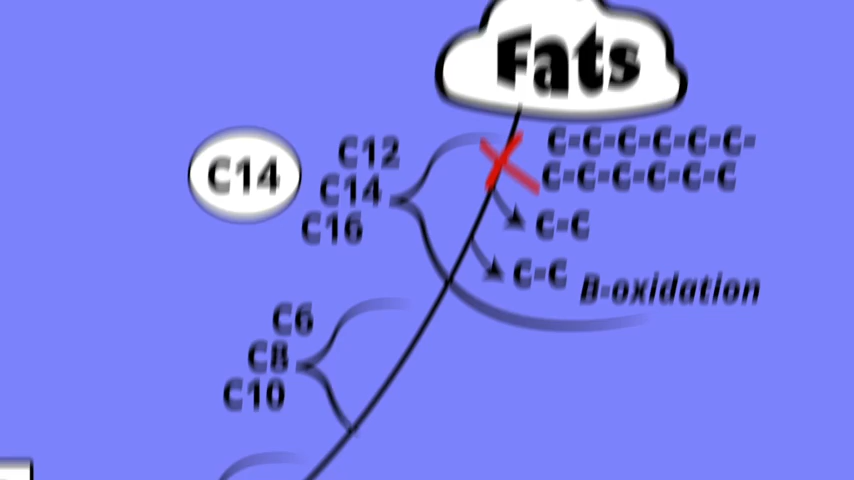 Fats
C-C-C-C-C-C-
C-C-C-C-C-C
C12
C14
C14
C16
C-C
C-C
B-oxidation
C6
C8
C10